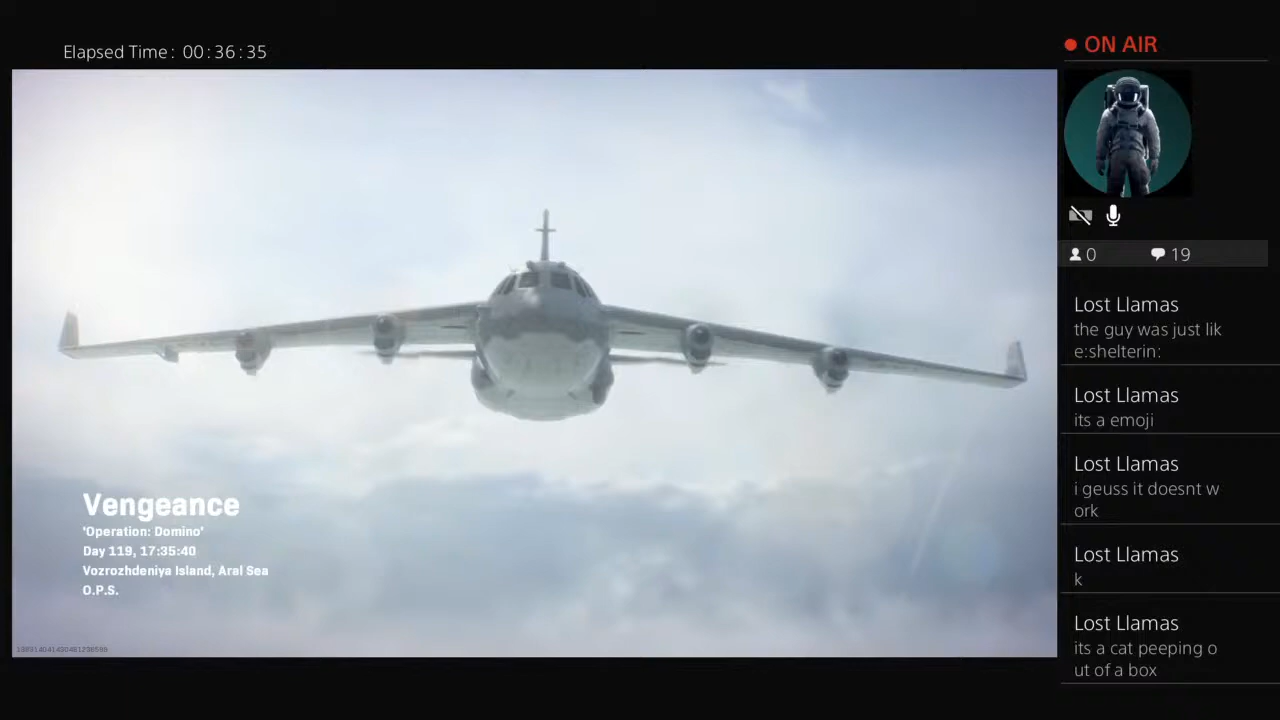 Elapsed Time: 00:36:35
ON AIR
0 19
Lost Llamas
the guy was just lik
e:shelterin:
Lost Llamas
its a emoji
Lost Llamas
i geuss it doesnt w
ork
Lost Llamas
k
Lost Llamas
its a cat peeping o
ut of a box
Vengeance
'Operation: Domino'
Day 119, 17:35:40
Vozrozhdeniya Island, Aral Sea
O.P.S.